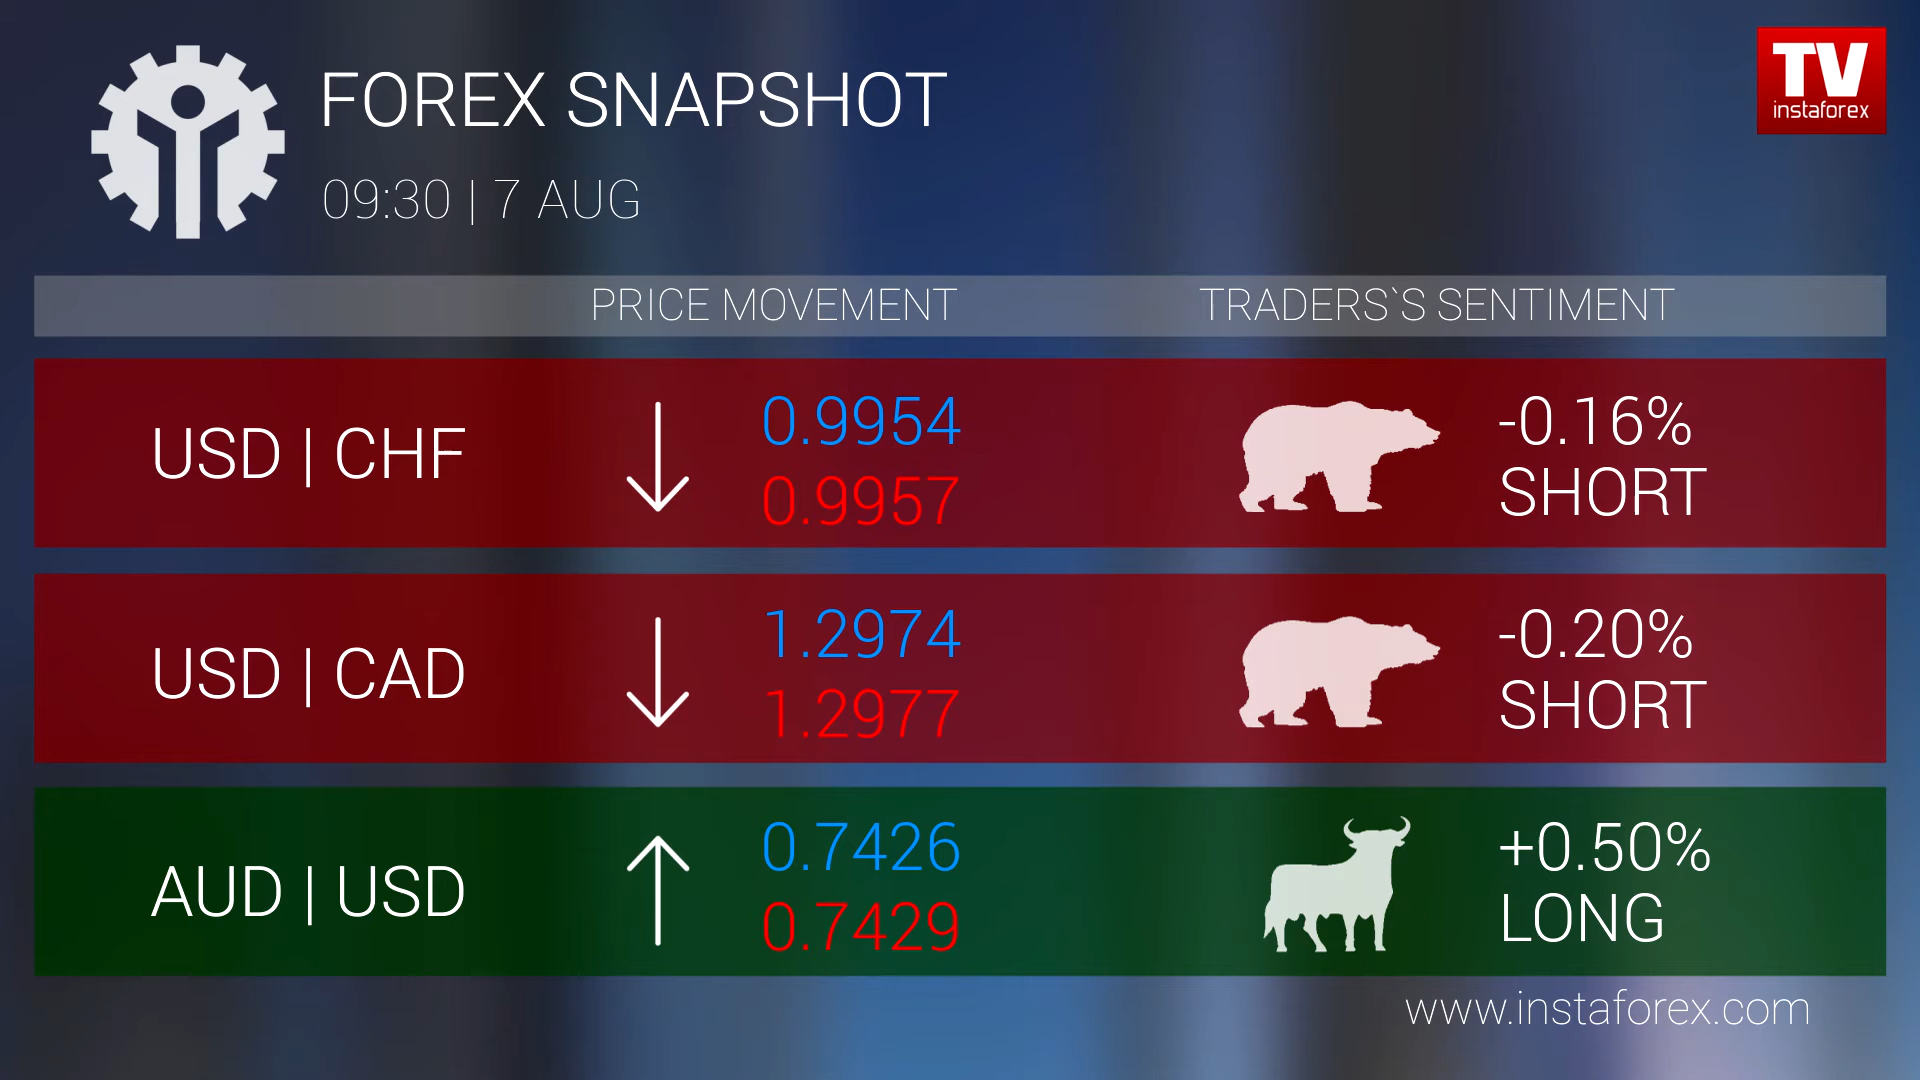 FOREX SNAPSHOT
09:30 | 7 AUG
TV
instaforex
PRICE MOVEMENT
TRADERS`S SENTIMENT
USD | CHF
0.9954
0.9957
-0.16%
SHORT
USD | CAD
1.2974
1.2977
-0.20%
SHORT
AUD | USD
0.7426
0.7429
+0.50%
LONG
www.instaforex.com